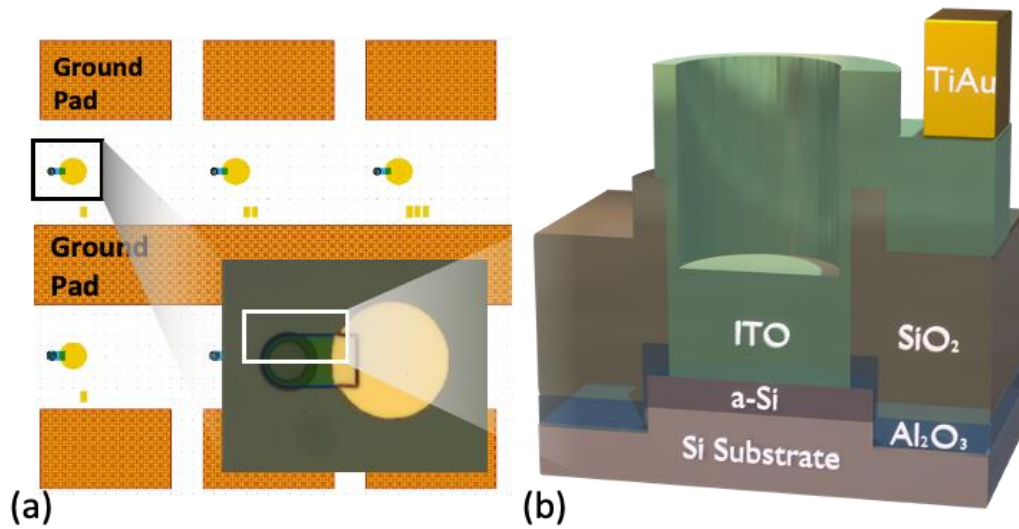 Ground
Pad
Ground
Pad
(a)
TiAu
ITO
SiO₂
a-Si
Al₂O₃
Si Substrate
(b)